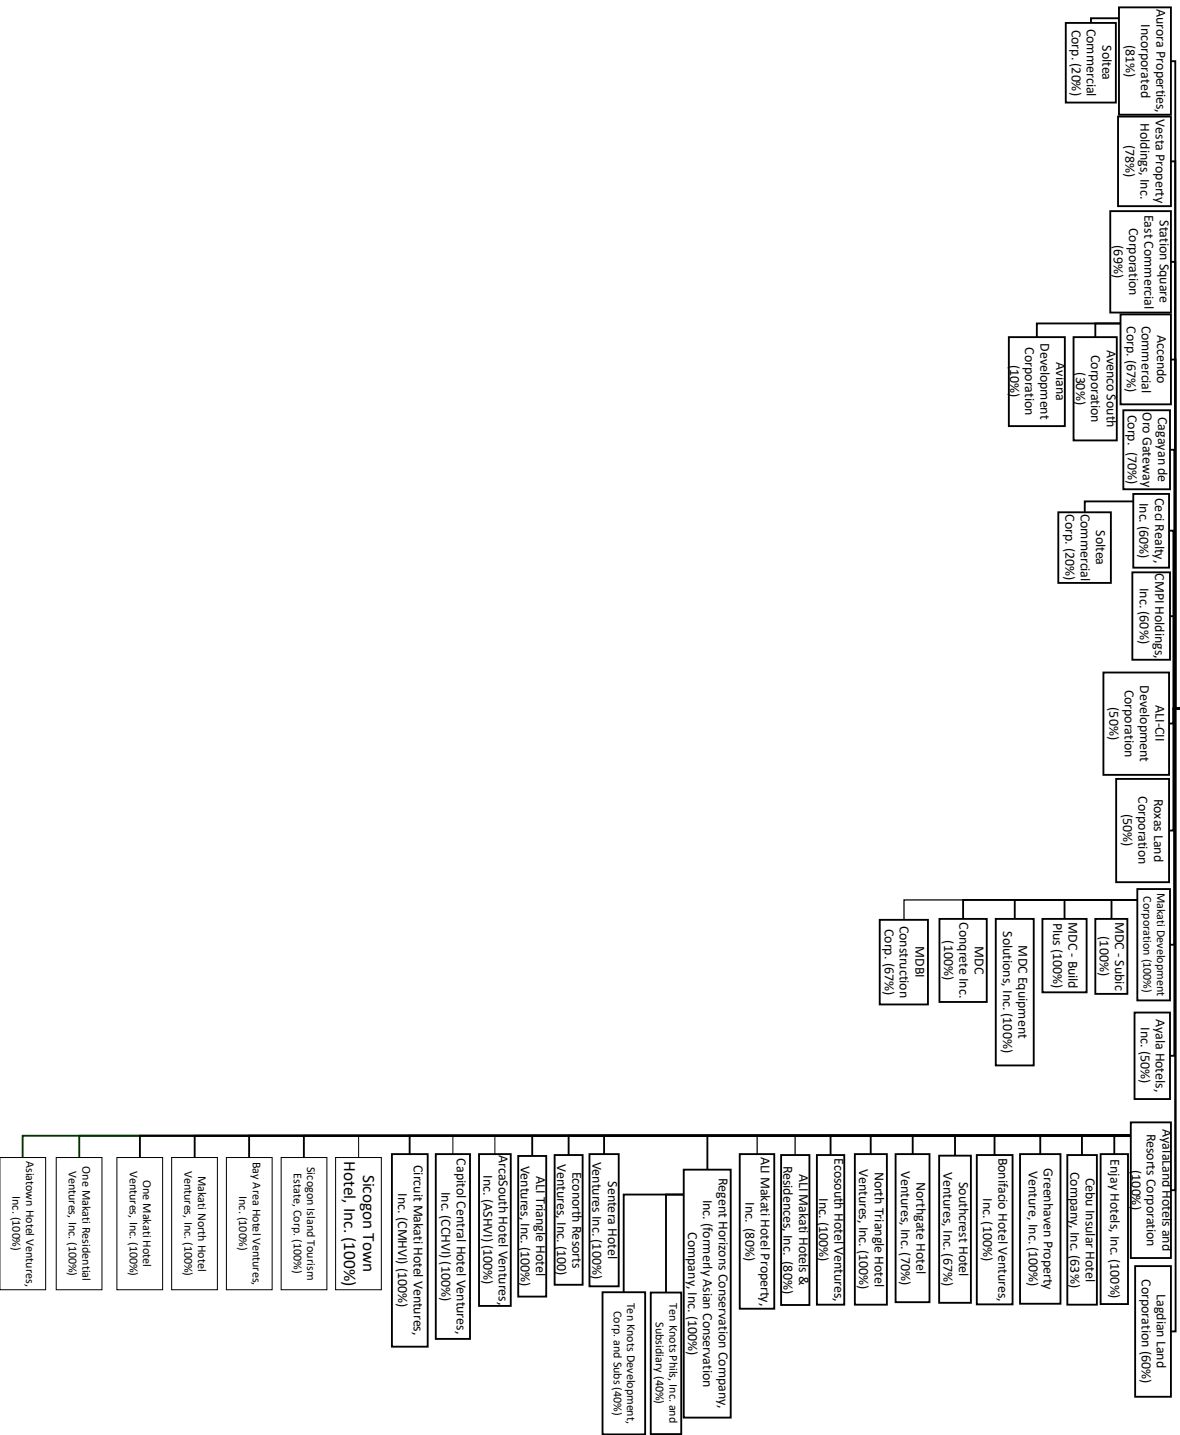 Aurora Properties,
Incorporated
(81%)
Soltea
Commercial
Corp. (20%)
Vesta Property
Holdings, Inc.
(78%)
Station Square
East Commercial
Corporation
(69%)
Accendo
Commercial
Corp. (67%)
Avenco South
Corporation
(30%)
Aviana
Development
Corporation
(10%)
Cagayan de
Oro Gateway
Corp. (70%)
Ceci Realty,
Inc. (60%)
Soltea
Commercial
Corp. (20%)
CMPI Holdings,
Inc. (60%)
ALI-CII
Development
Corporation
(50%)
Roxas Land
Corporation
(50%)
Makati Development
Corporation (100%)
MDC - Subic
(100%)
MDC - Build
Plus (100%)
MDC Equipment
Solutions, Inc. (100%)
MDC
Conqrete Inc.
(100%)
MDBI
Construction
Corp. (67%)
Ayala Hotels,
Inc. (50%)
AyalaLand Hotels and
Resorts Corporation
(100%)
Enjay Hotels, Inc. (100%)
Cebu Insular Hotel
Company, Inc. (63%)
Greenhaven Property
Venture, Inc. (100%)
Bonifacio Hotel Ventures,
Inc. (100%)
Southcrest Hotel
Ventures, Inc. (67%)
Northgate Hotel
Ventures, Inc. (70%)
North Triangle Hotel
Ventures, Inc. (100%)
Ecosouth Hotel Ventures,
Inc. (100%)
ALI Makati Hotels &
Residences, Inc. (80%)
ALI Makati Hotel Property,
Inc. (80%)
Regent Horizons Conservation Company,
Inc. (formerly Asian Conservation
Company, Inc. (100%)
Ten Knots Phils, Inc. and
Subsidiary (40%)
Ten Knots Development,
Corp. and Subs (40%)
Sentera Hotel
Ventures Inc. (100%)
Econorth Resorts
Ventures, Inc. (100)
ALI Triangle Hotel
Ventures, Inc. (100%)
ArcaSouth Hotel Ventures,
Inc. (ASHVI) (100%)
Capitol Central Hotel Ventures,
Inc. (CCHVI) (100%)
Circuit Makati Hotel Ventures,
Inc. (CMHVI) (100%)
Sicogon Town
Hotel, Inc. (100%)
Sicogon Island Tourism
Estate, Corp. (100%)
Bay Area Hotel Ventures,
Inc. (100%)
Makati North Hotel
Ventures, Inc. (100%)
One Makati Hotel
Ventures, Inc. (100%)
One Makati Residential
Ventures, Inc. (100%)
Asiatown Hotel Ventures,
Inc. (100%)
Lagdian Land
Corporation (60%)